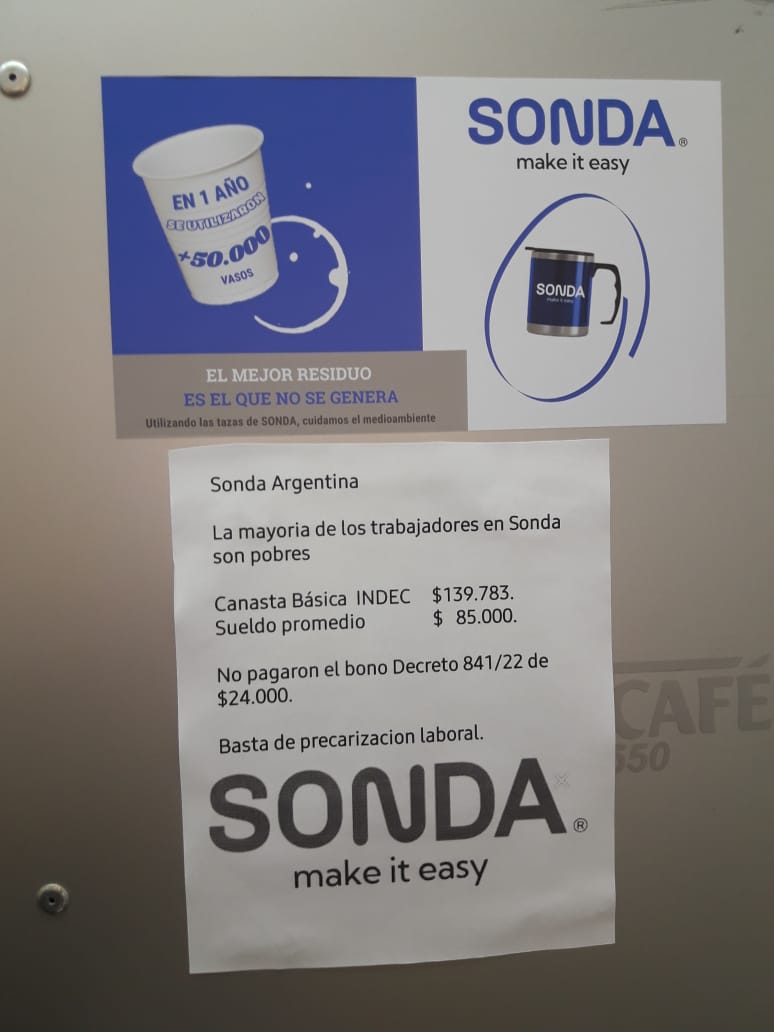 EN 1 AÑO
SE UTILIZARON
+50.000
VASOS
SONDA®
make it easy
SONDA
make it easy
EL MEJOR RESIDUO
ES EL QUE NO SE GENERA
Utilizando las tazas de SONDA, cuidamos el medioambiente
Sonda Argentina
La mayoria de los trabajadores en Sonda
son pobres
Canasta Básica INDEC $139.783.
Sueldo promedio $ 85.000.
No pagaron el bono Decreto 841/22 de
$24.000.
Basta de precarizacion laboral.
SONDA®
make it easy
CAFÉ
550